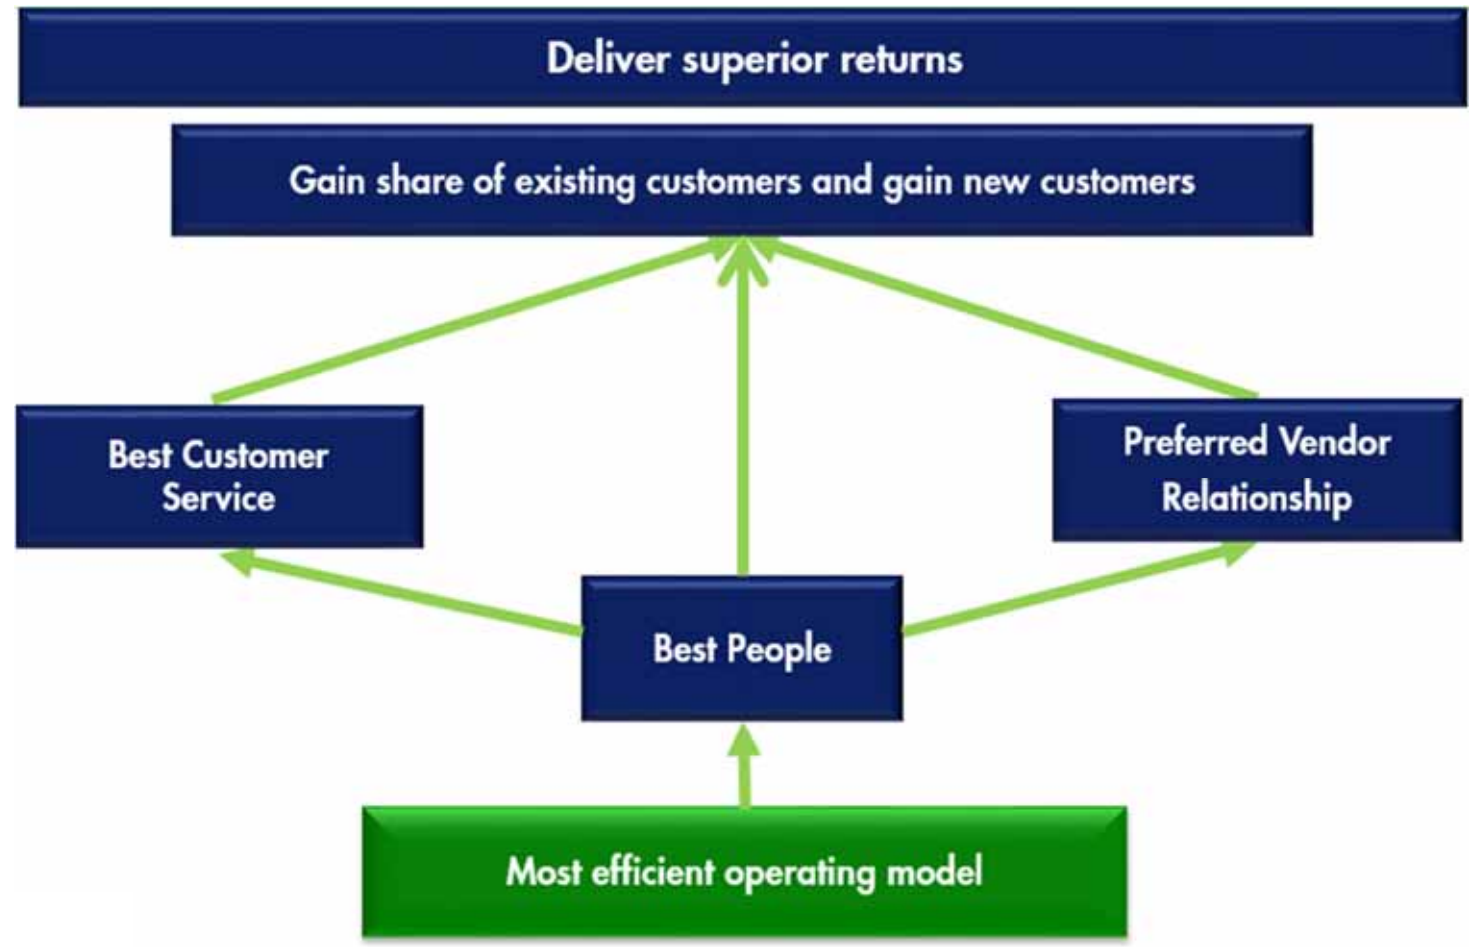 Deliver superior returns
Gain share of existing customers and gain new customers
Best Customer
Service
Preferred Vendor
Relationship
Best People
Most efficient operating model